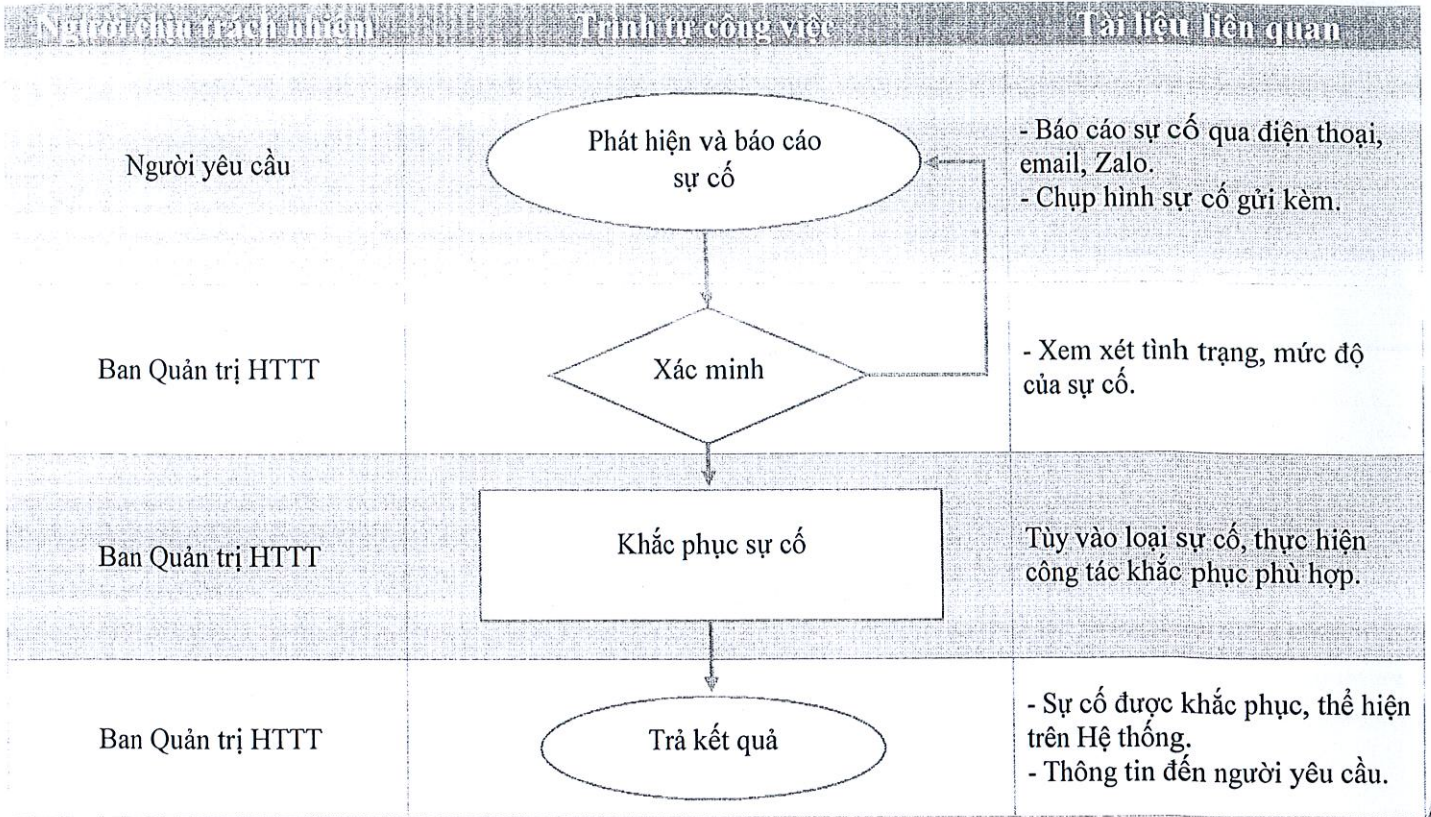 Người chịu trách nhiệm
Trình tự công việc
Tài liệu liên quan
Người yêu cầu
Phát hiện và báo cáo
sự cố
- Báo cáo sự cố qua điện thoại,
email, Zalo.
- Chụp hình sự cố gửi kèm.
Ban Quản trị HTTT
Xác minh
- Xem xét tình trạng, mức độ
của sự cố.
Ban Quản trị HTTT
Khắc phục sự cố
Tùy vào loại sự cố, thực hiện
công tác khắc phục phù hợp.
Ban Quản trị HTTT
Trả kết quả
- Sự cố được khắc phục, thể hiện
trên Hệ thống.
- Thông tin đến người yêu cầu.